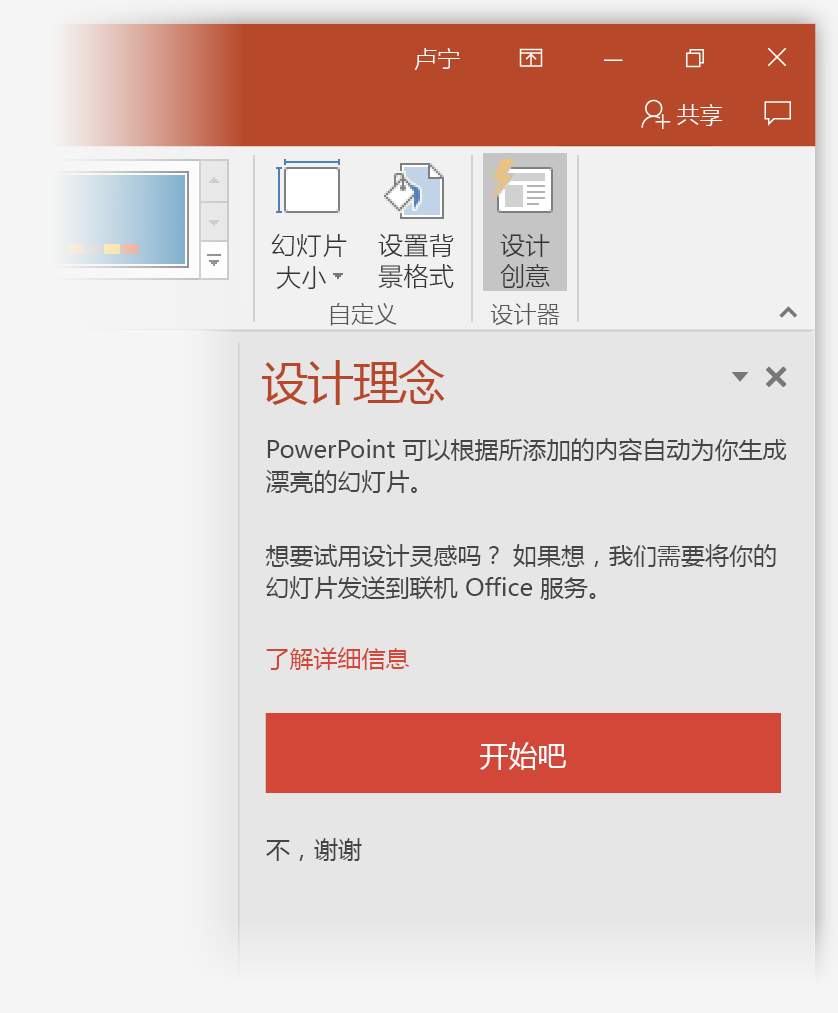 卢宁
共享
幻灯片
大小
设置背
景格式
设计
创意
自定义
设计器
设计理念
PowerPoint 可以根据所添加的内容自动为你生成
漂亮的幻灯片。
想要试用设计灵感吗？ 如果想，我们需要将你的
幻灯片发送到联机 Office 服务。
了解详细信息
开始吧
不，谢谢